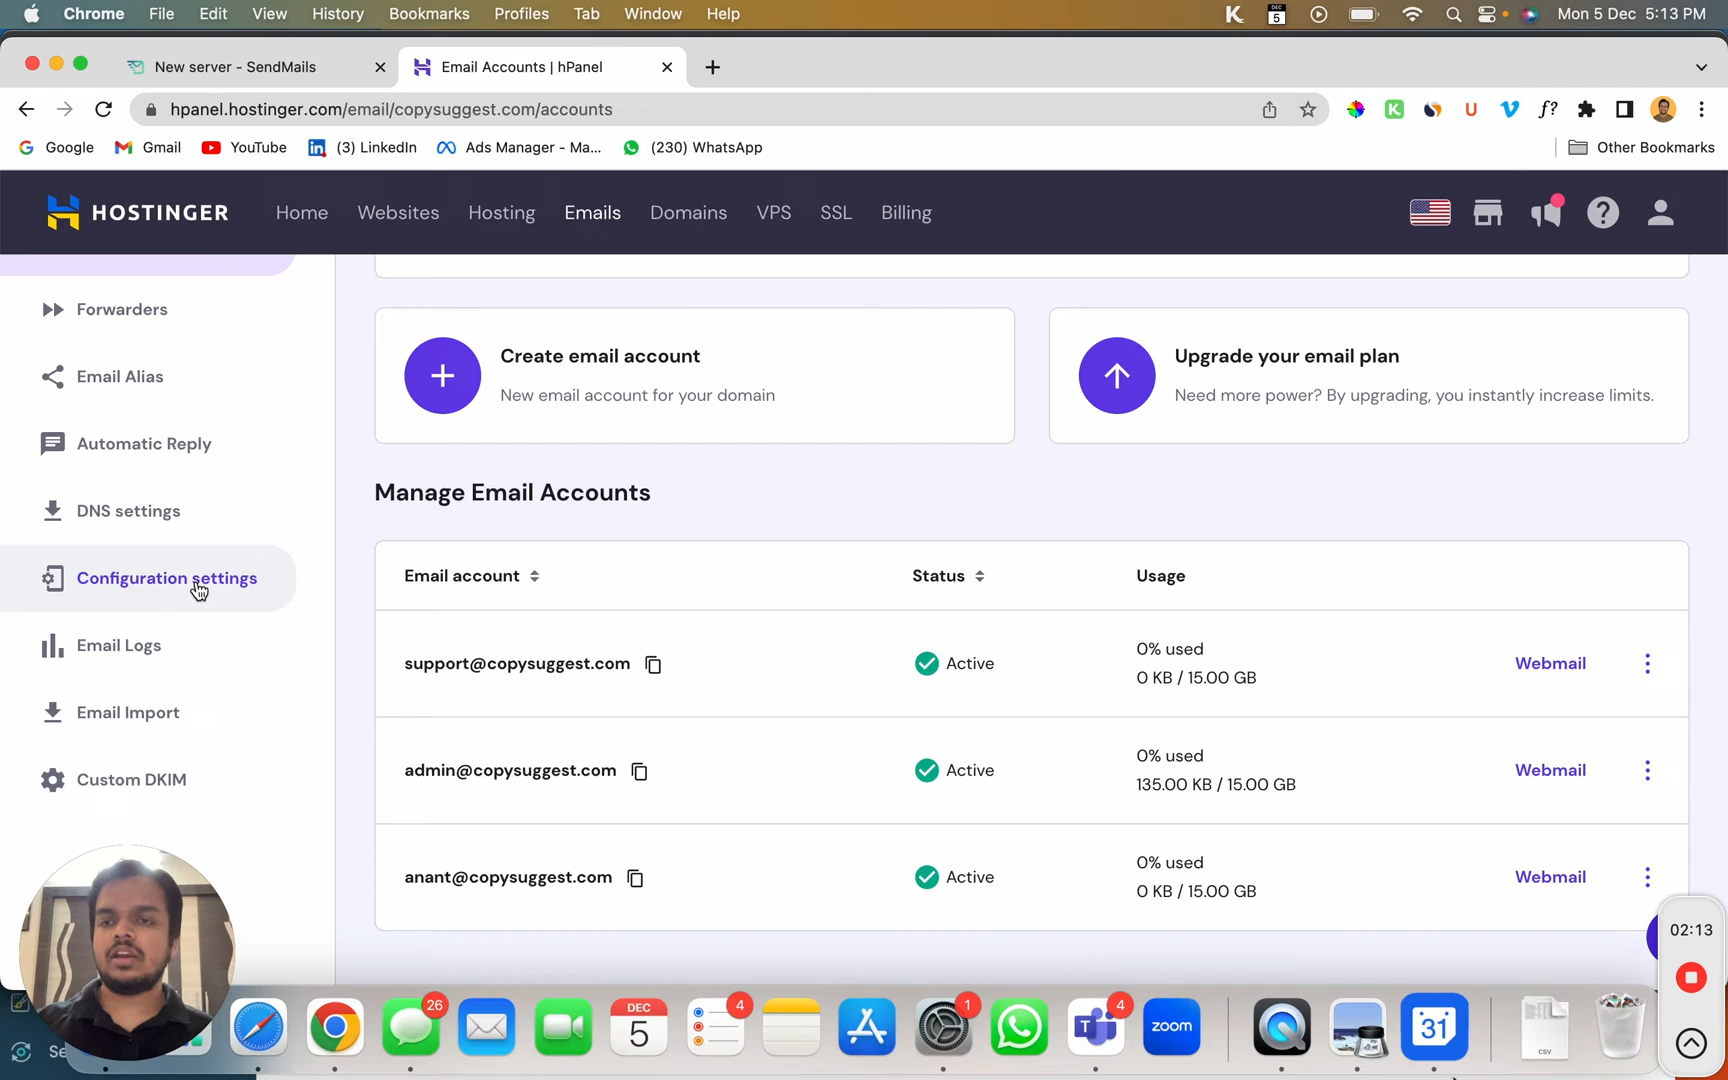 Chrome File Edit View History Bookmarks Profiles Tab Window Help K DEC 5 Mon 5 Dec 5:13 PM
New server - SendMails Email Accounts | hPanel
hpanel.hostinger.com/email/copysuggest.com/accounts K U f?
Google Gmail YouTube (3) LinkedIn Ads Manager - Ma... (230) WhatsApp Other Bookmarks
HOSTINGER Home Websites Hosting Emails Domains VPS SSL Billing
Forwarders
Email Alias
Automatic Reply
DNS settings
Configuration settings
Email Logs
Email Import
Custom DKIM
Create email account
New email account for your domain
Upgrade your email plan
Need more power? By upgrading, you instantly increase limits.
Manage Email Accounts
Email account Status Usage
support@copysuggest.com Active 0% used
0 KB / 15.00 GB Webmail
admin@copysuggest.com Active 0% used
135.00 KB / 15.00 GB Webmail
anant@copysuggest.com Active 0% used
0 KB / 15.00 GB Webmail
02:13
Se
26 DEC 5 4 1 T 4 zoom 31 CSV